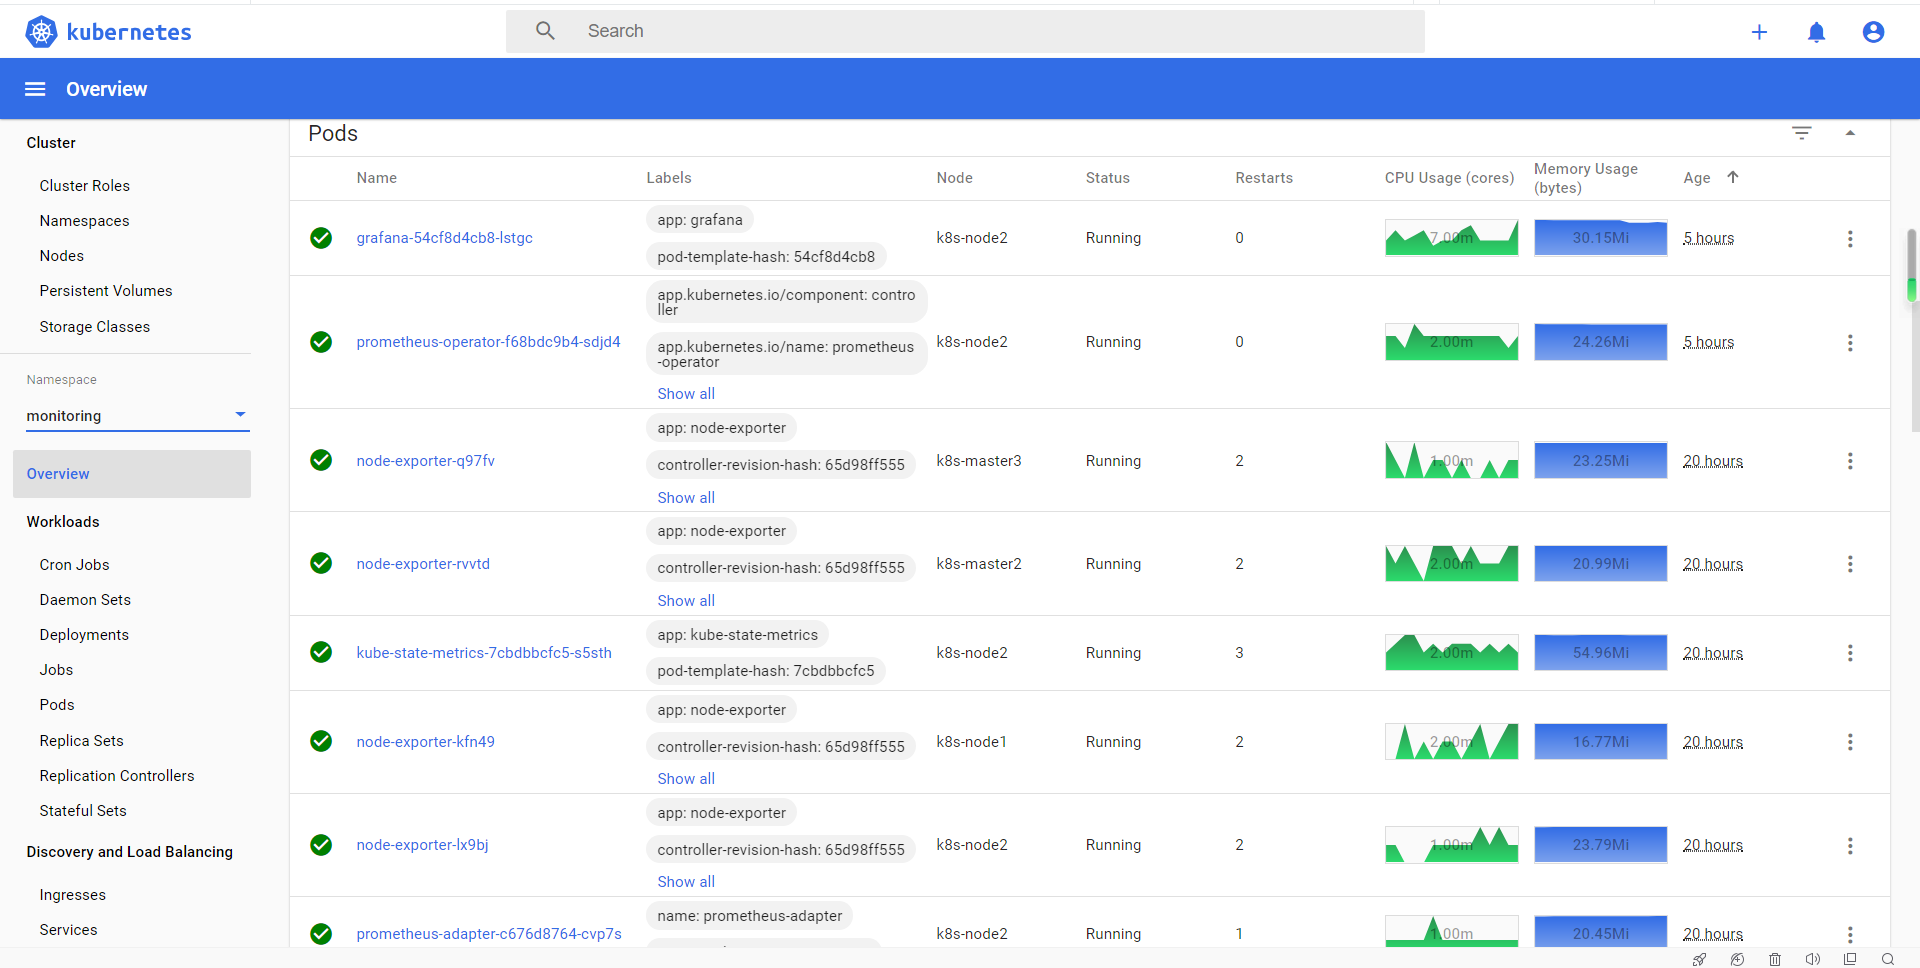 kubernetes
Search
Overview
Cluster
Cluster Roles
Namespaces
Nodes
Persistent Volumes
Storage Classes
Namespace
monitoring
Overview
Workloads
Cron Jobs
Daemon Sets
Deployments
Jobs
Pods
Replica Sets
Replication Controllers
Stateful Sets
Discovery and Load Balancing
Ingresses
Services
Pods
Name Labels Node Status Restarts CPU Usage (cores) Memory Usage (bytes) Age
grafana-54cf8d4cb8-lstgc
app: grafana
pod-template-hash: 54cf8d4cb8
k8s-node2 Running 0 7.00m 30.15Mi 5 hours
prometheus-operator-f68bdc9b4-sdjd4
app.kubernetes.io/component: contro
ller
app.kubernetes.io/name: prometheus
-operator
Show all
k8s-node2 Running 0 2.00m 24.26Mi 5 hours
node-exporter-q97fv
app: node-exporter
controller-revision-hash: 65d98ff555
Show all
k8s-master3 Running 2 1.00m 23.25Mi 20 hours
node-exporter-rvvtd
app: node-exporter
controller-revision-hash: 65d98ff555
Show all
k8s-master2 Running 2 2.00m 20.99Mi 20 hours
kube-state-metrics-7cbdbbcfc5-s5sth
app: kube-state-metrics
pod-template-hash: 7cbdbbcfc5
k8s-node2 Running 3 2.00m 54.96Mi 20 hours
node-exporter-kfn49
app: node-exporter
controller-revision-hash: 65d98ff555
Show all
k8s-node1 Running 2 2.00m 16.77Mi 20 hours
node-exporter-lx9bj
app: node-exporter
controller-revision-hash: 65d98ff555
Show all
k8s-node2 Running 2 1.00m 23.79Mi 20 hours
prometheus-adapter-c676d8764-cvp7s
name: prometheus-adapter
k8s-node2 Running 1 1.00m 20.45Mi 20 hours